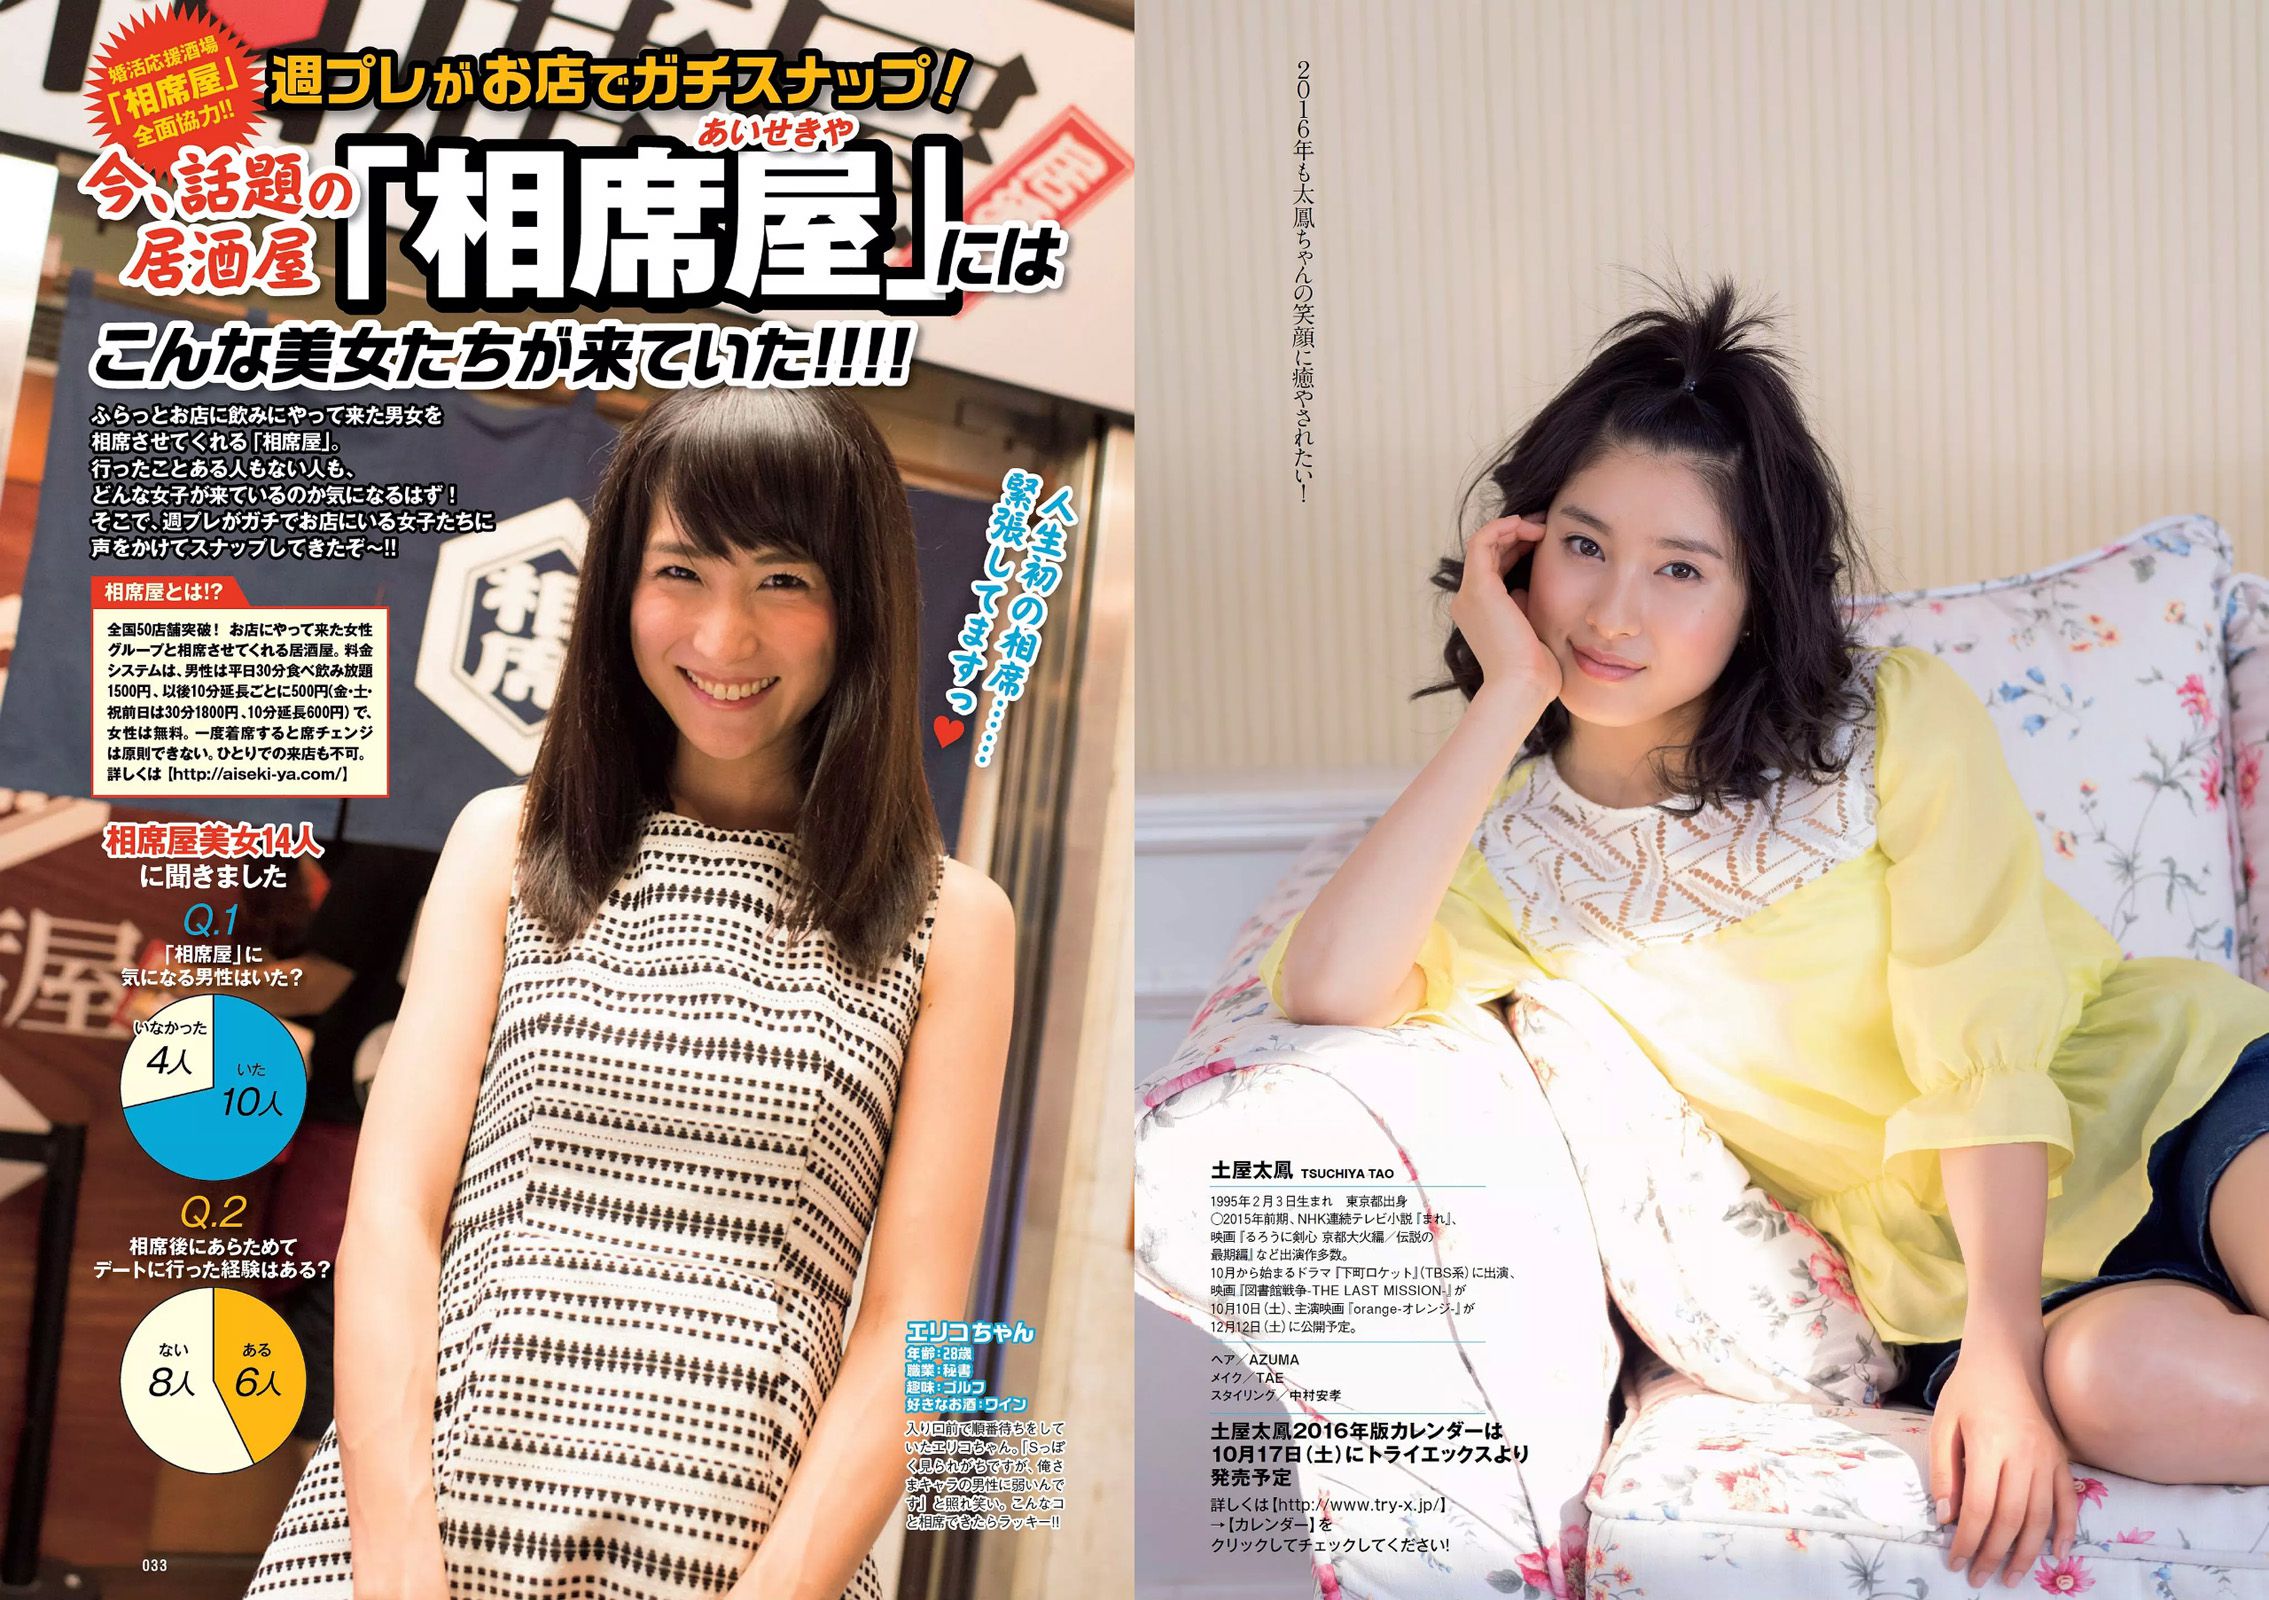 婚活応援酒場
「相席屋」
全面協力!!
週プレがお店でガチスナップ!
今、話題の
居酒屋
あいせきや
「相席屋」には
こんな美女たちが来ていた!!!!
ふらっとお店に飲みにやって来た男女を
相席させてくれる「相席屋」。
行ったことある人もない人も、
どんな女子が来ているのか気になるはず!
そこで、週プレがガチでお店にいる女子たちに
声をかけてスナップしてきたぞ〜!!
相席屋とは!?
全国50店舗突破! お店にやって来た女性
グループと相席させてくれる居酒屋。料金
システムは、男性は平日30分食べ飲み放題
1500円、以後10分延長ごとに500円(金・土・
祝前日は30分1800円、10分延長600円)で、
女性は無料。一度着席すると席チェンジ
は原則できない。ひとりでの来店も不可。
詳しくは【http://aiseki-ya.com/】
人生初の相席……
緊張してますっ
相席
相席屋美女14人
に聞きました
Q.1
「相席屋」に
気になる男性はいた?
いなかった
4人
いた
10人
Q.2
相席後にあらためて
デートに行った経験はある?
ない
8人
ある
6人
エリコちゃん
年齢:28歳
職業:秘書
趣味:ゴルフ
好きなお酒:ワイン
入り口前で順番待ちをして
いたエリコちゃん。「Sっぽ
く見られがちですが、俺さ
まキャラの男性に弱いんで
す」と照れ笑い。こんなコ
と相席できたらラッキー!!
033
2016年も太鳳ちゃんの笑顔に癒やされたい!
土屋太鳳 TSUCHIYA TAO
1995年2月3日生まれ 東京都出身
○2015年前期、NHK連続テレビ小説『まれ』、
映画『るろうに剣心 京都大火編／伝説の
最期編』など出演作多数。
10月から始まるドラマ『下町ロケット』(TBS系)に出演、
映画『図書館戦争-THE LAST MISSION-』が
10月10日(土)、主演映画『orange-オレンジ-』が
12月12日(土)に公開予定。
ヘア／AZUMA
メイク／TAE
スタイリング／中村安孝
土屋太鳳2016年版カレンダーは
10月17日(土)にトライエックスより
発売予定
詳しくは【http://www.try-x.jp/】
→【カレンダー】を
クリックしてチェックしてください!